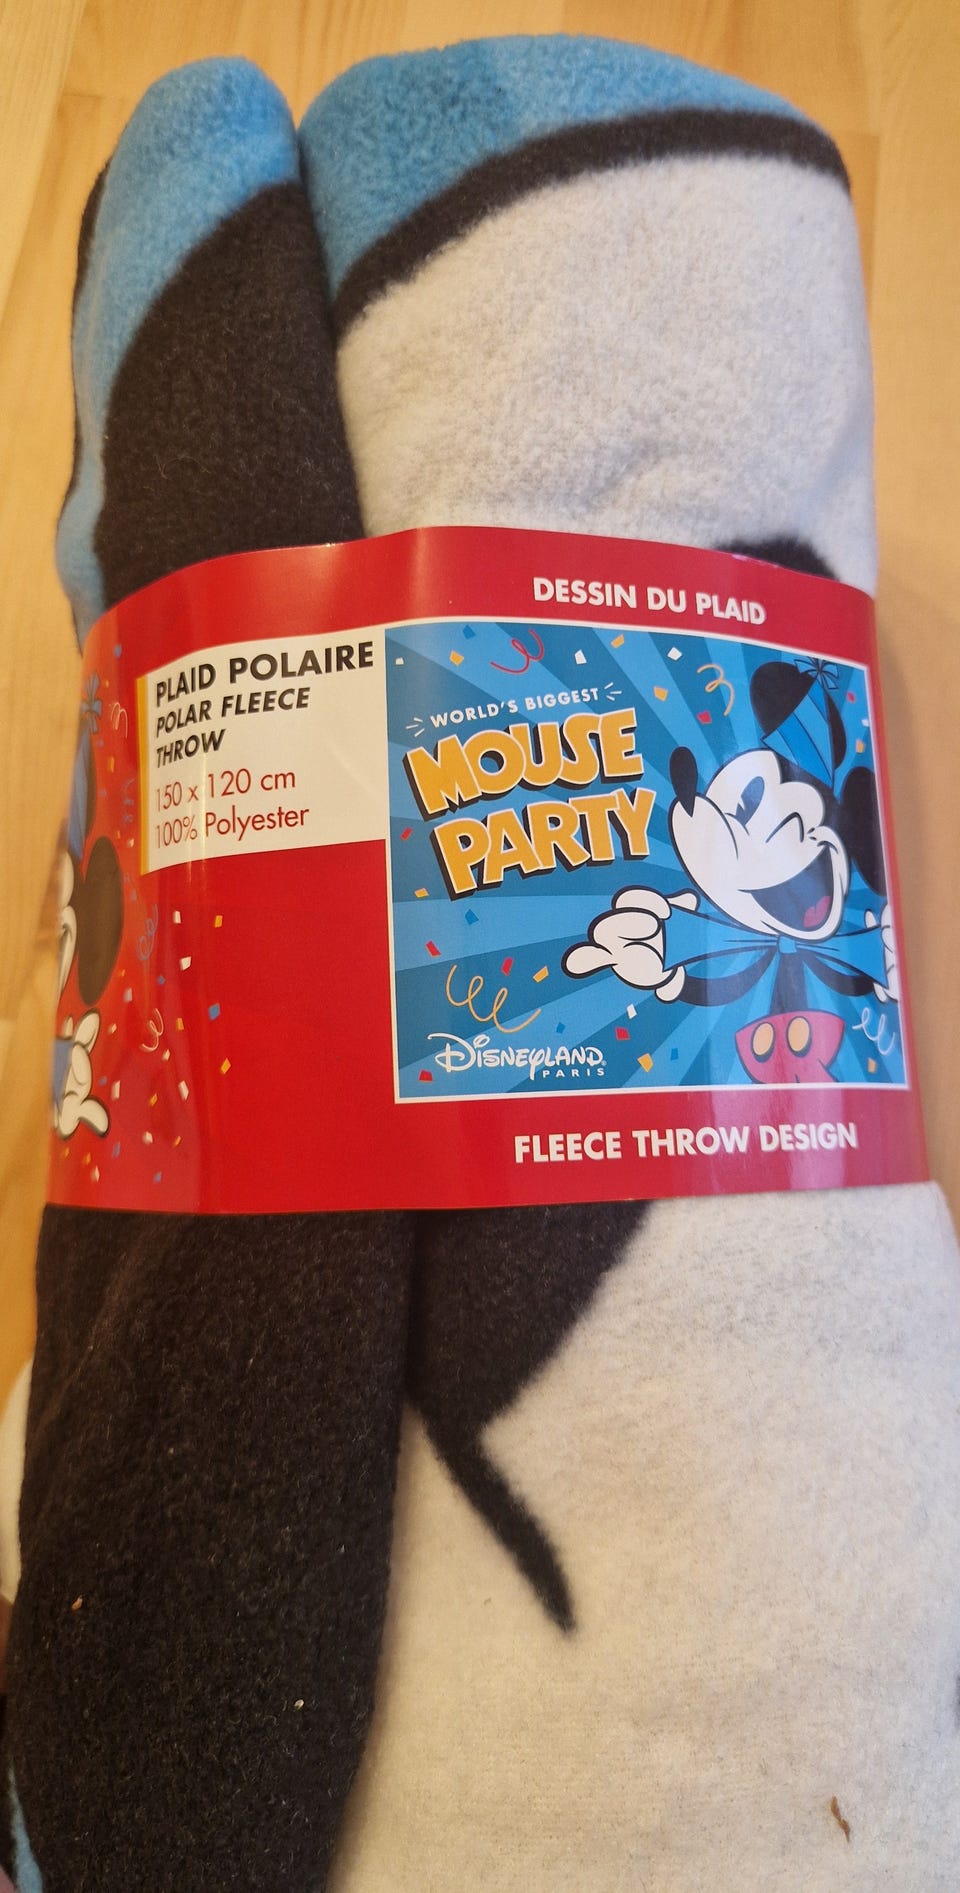 DESSIN DU PLAID
PLAID POLAIRE
POLAR FLEECE
THROW
150 x 120 cm
100% Polyester
WORLD'S BIGGEST
MOUSE
PARTY
DISNEYLAND
PARIS
FLEECE THROW DESIGN